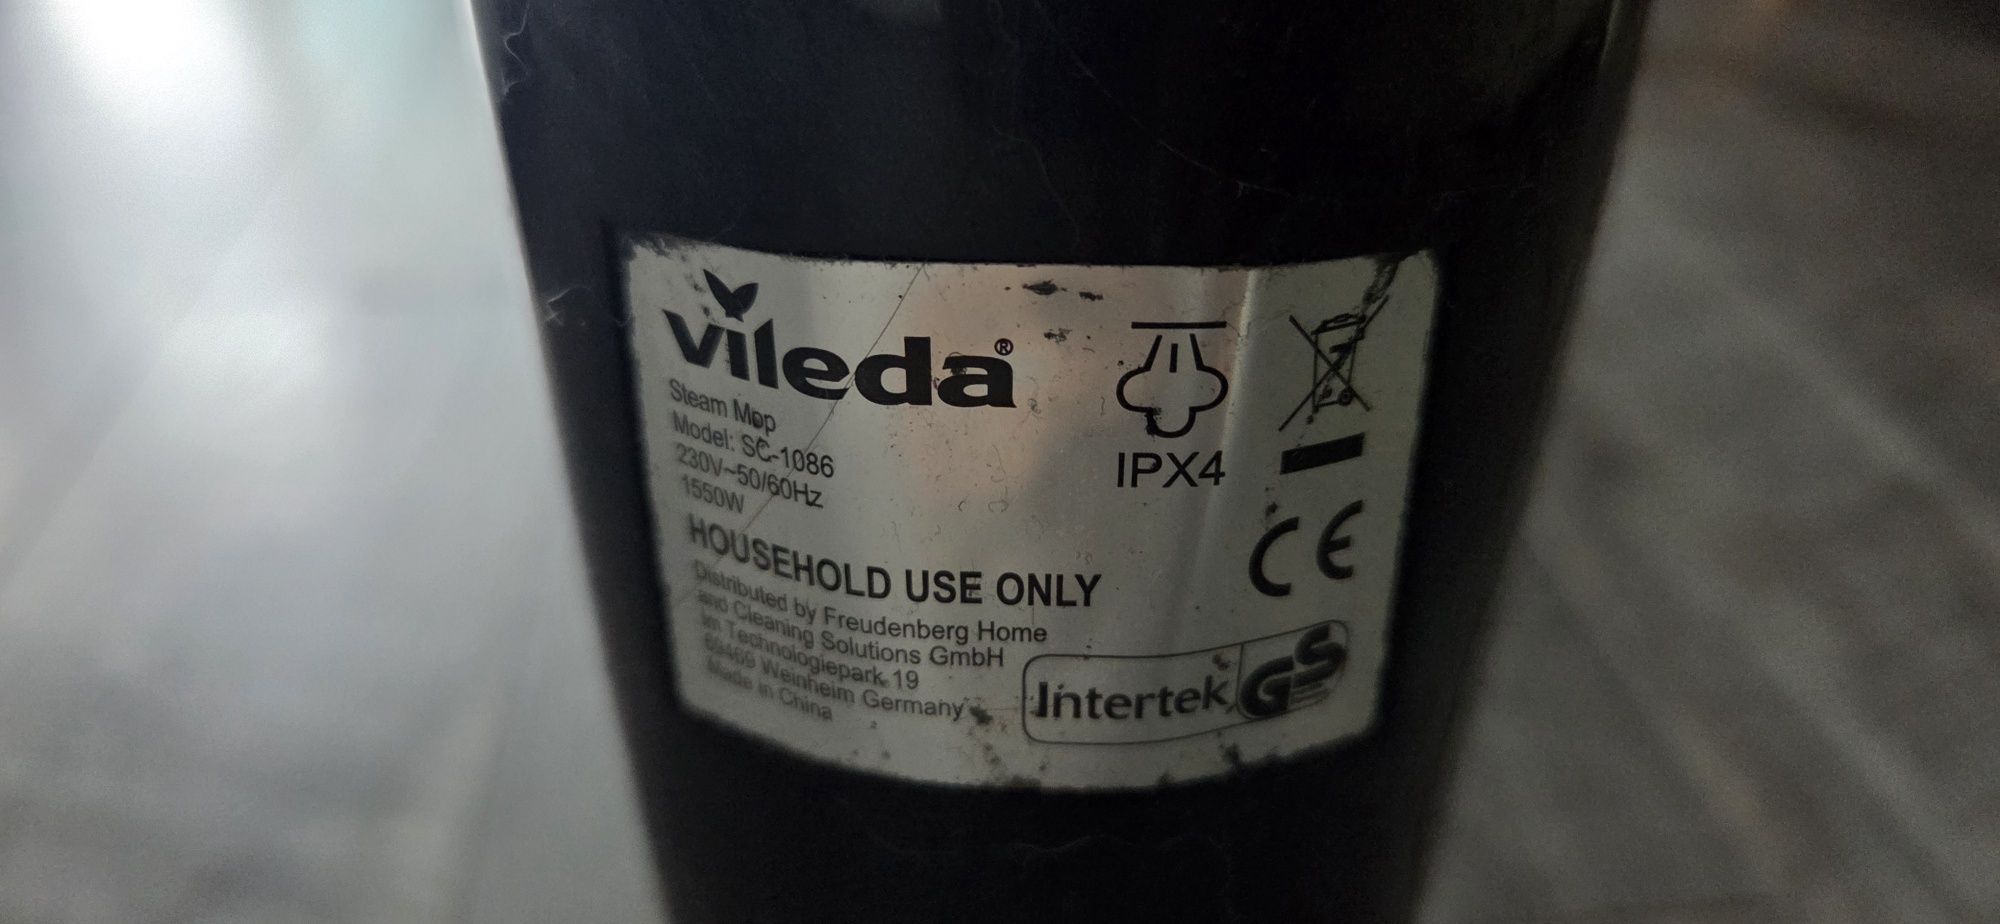 vileda®
Steam Mop
Model: SC-1086
230V~50/60Hz
1550W
IPX4
HOUSEHOLD USE ONLY
CE
Distributed by Freudenberg Home
and Cleaning Solutions GmbH
Im Technologiepark 19
69469 Weinheim Germany
Made in China
Intertek GS